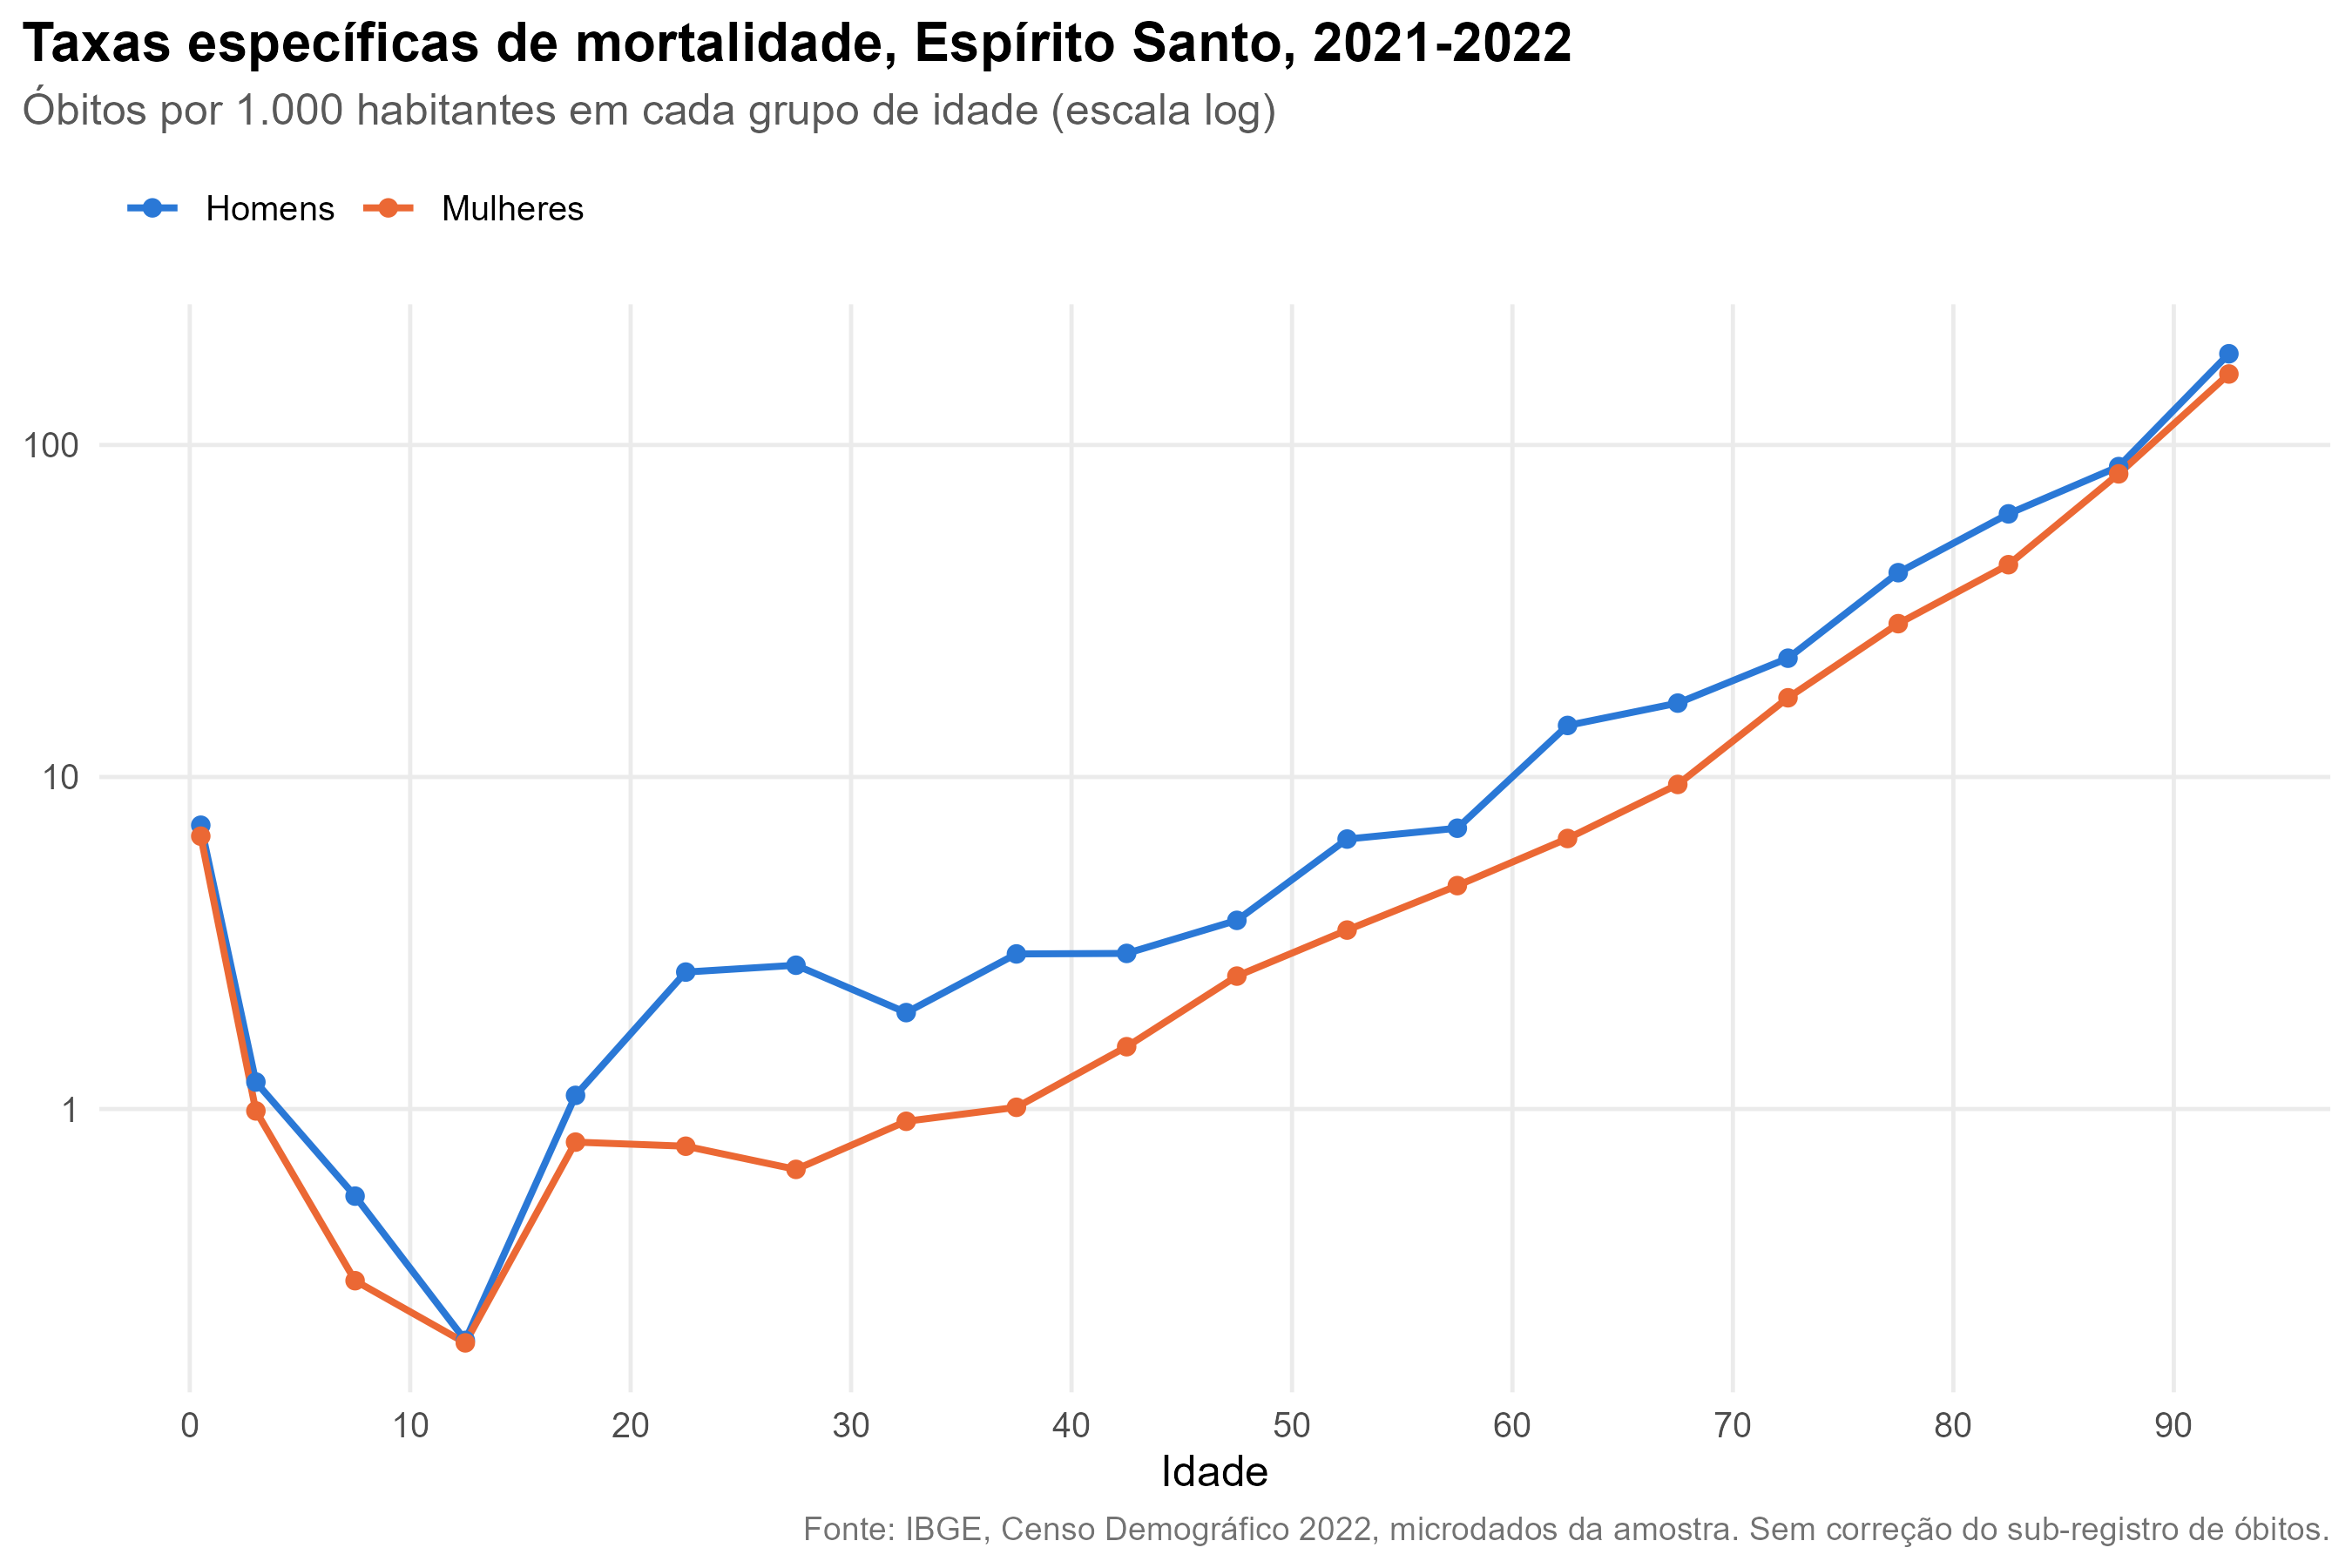 Taxas específicas de mortalidade, Espírito Santo, 2021-2022
Óbitos por 1.000 habitantes em cada grupo de idade (escala log)
Homens Mulheres
100
10
1
0 10 20 30 40 50 60 70 80 90
Idade
Fonte: IBGE, Censo Demográfico 2022, microdados da amostra. Sem correção do sub-registro de óbitos.